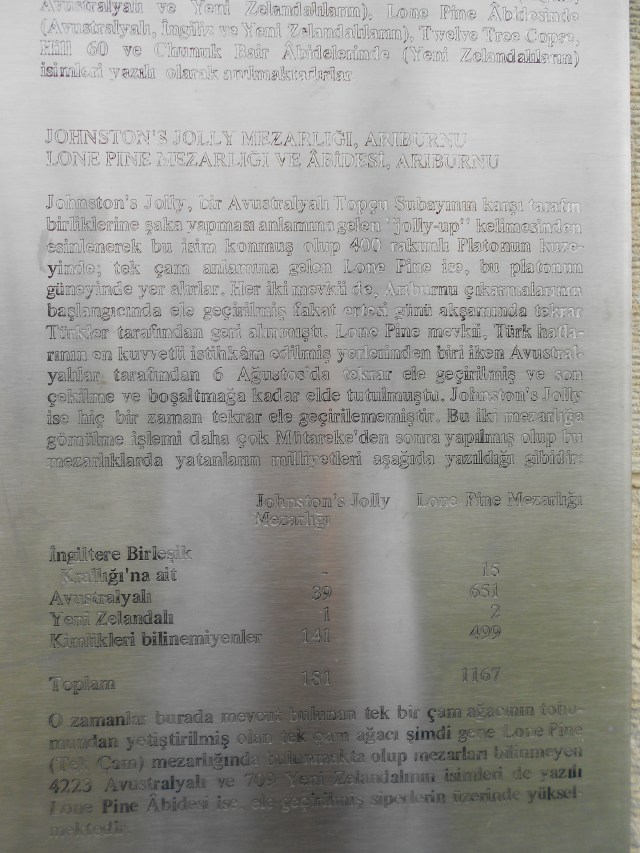 Avustralyalı ve Yeni Zelandalıların), Lone Pine Âbidesinde
(Avustralyalı, İngiliz ve Yeni Zelandalıların), Twelve Tree Copse,
Hill 60 ve Chunuk Bair Âbidelerinde (Yeni Zelandalıların)
isimleri yazılı olarak anılmaktadırlar
JOHNSTON'S JOLLY MEZARLIĞI, ARIBURNU
LONE PINE MEZARLIĞI VE ÂBİDESİ, ARIBURNU
Johnston's Jolly, bir Avustralyalı Topçu Subayının karşı tarafın
birliklerine şaka yapması anlamına gelen "jolly-up" kelimesinden
esinlenerek bu isim konmuş olup 400 rakımlı Platonun kuze-
yinde; tek çam anlamına gelen Lone Pine ise, bu platonun
güneyinde yer alırlar. Her iki mevkii de, Arıburnu çıkarmalarının
başlangıcında ele geçirilmiş fakat ertesi günü akşamında tekrar
Türkler tarafından geri alınmıştı. Lone Pine mevkii, Türk hatla-
rının en kuvvetli istihkâm edilmiş yerlerinden biri iken Avustral-
yalılar tarafından 6 Ağustos'da tekrar ele geçirilmiş ve son
çekilme ve boşaltmağa kadar elde tutulmuştu. Johnston's Jolly
ise hiç bir zaman tekrar ele geçirilememiştir. Bu iki mezarlığa
gömülme işlemi daha çok Mütareke'den sonra yapılmış olup bu
mezarlıklarda yatanların milliyetleri aşağıda yazıldığı gibidir:
Johnston's Jolly Lone Pine Mezarlığı
Mezarlığı
İngiltere Birleşik
Krallığı'na ait - 15
Avustralyalı 39 651
Yeni Zelandalı 1 2
Kimlikleri bilinemiyenler 141 499
Toplam 181 1167
O zamanlar burada mevcut bulunan tek bir çam ağacının tohu-
mundan yetiştirilmiş olan tek çam ağacı şimdi gene Lone Pine
(Tek Çam) mezarlığında bulunmakta olup mezarları bilinmeyen
4223 Avustralyalı ve 709 Yeni Zelandalının isimleri de yazılı
Lone Pine Âbidesi ise, ele geçirilmiş siperlerin üzerinde yüksel-
mektedir.